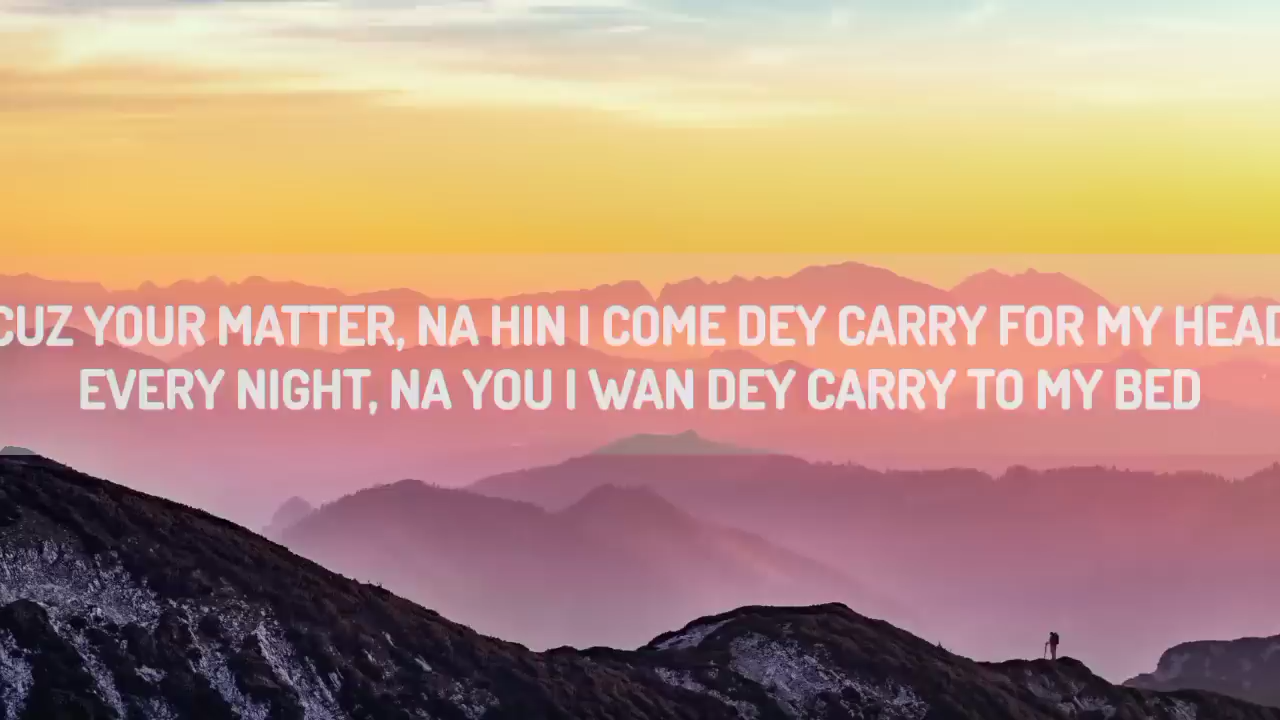 CUZ YOUR MATTER, NA HIN I COME DEY CARRY FOR MY HEAD
EVERY NIGHT, NA YOU I WAN DEY CARRY TO MY BED